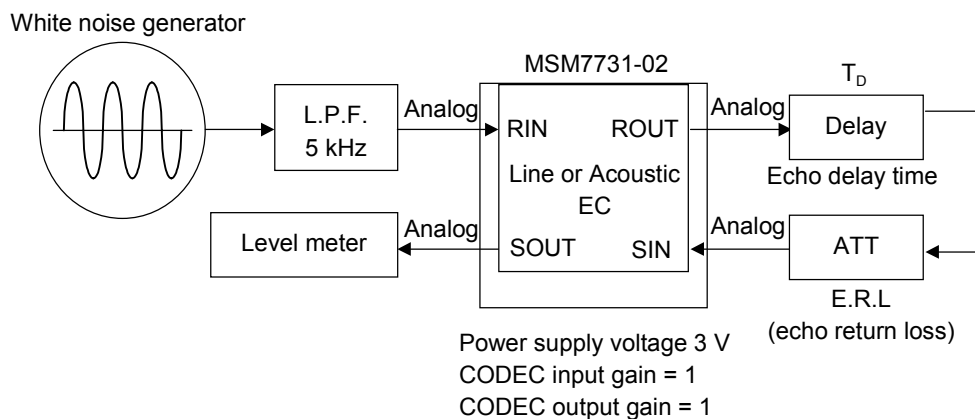 White noise generator
L.P.F.
5 kHz
Analog
MSM7731-02
RIN
ROUT
Line or Acoustic
EC
SOUT
SIN
Analog
T_D
Delay
Echo delay time
Level meter
Analog
Analog
ATT
E.R.L
(echo return loss)
Power supply voltage 3 V
CODEC input gain = 1
CODEC output gain = 1